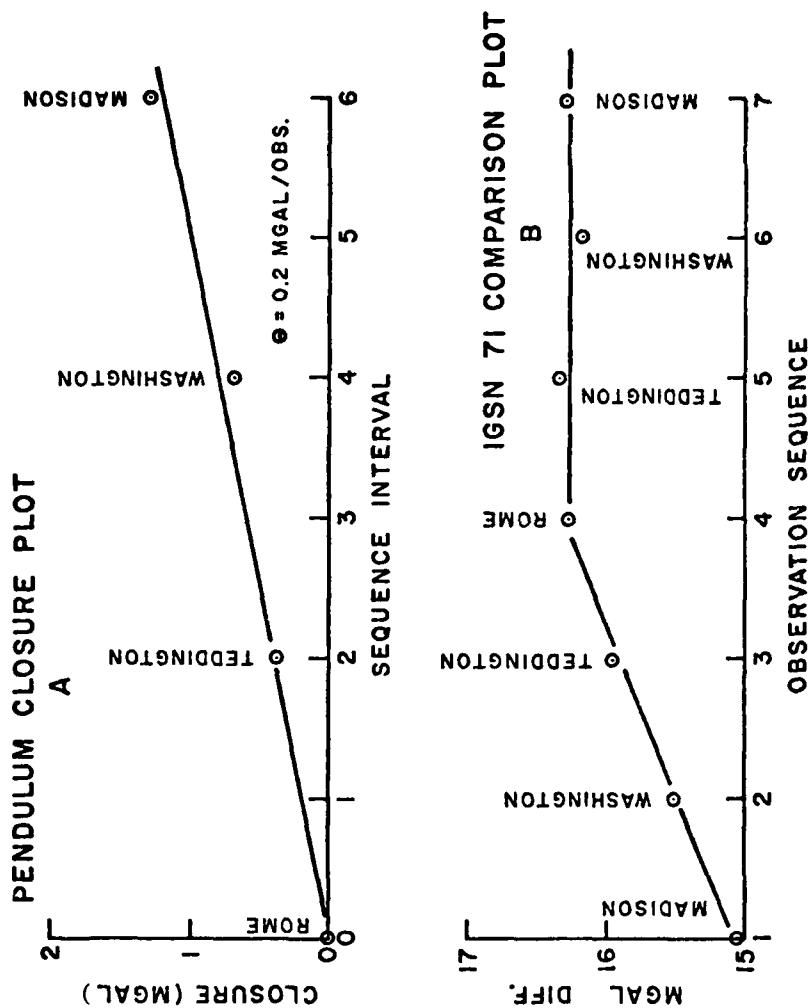 PENDULUM CLOSURE PLOT
A
CLOSURE (MGAL)
2
1
0
ROME
TEDDINGTON
WASHINGTON
MADISON
0 1 2 3 4 5 6
ɵ = 0.2 MGAL/OBS.
SEQUENCE INTERVAL
IGSN 71 COMPARISON PLOT
B
MGAL
DIFF.
17
16
15
MADISON
WASHINGTON
TEDDINGTON
ROME
TEDDINGTON
WASHINGTON
MADISON
1 2 3 4 5 6 7
OBSERVATION SEQUENCE